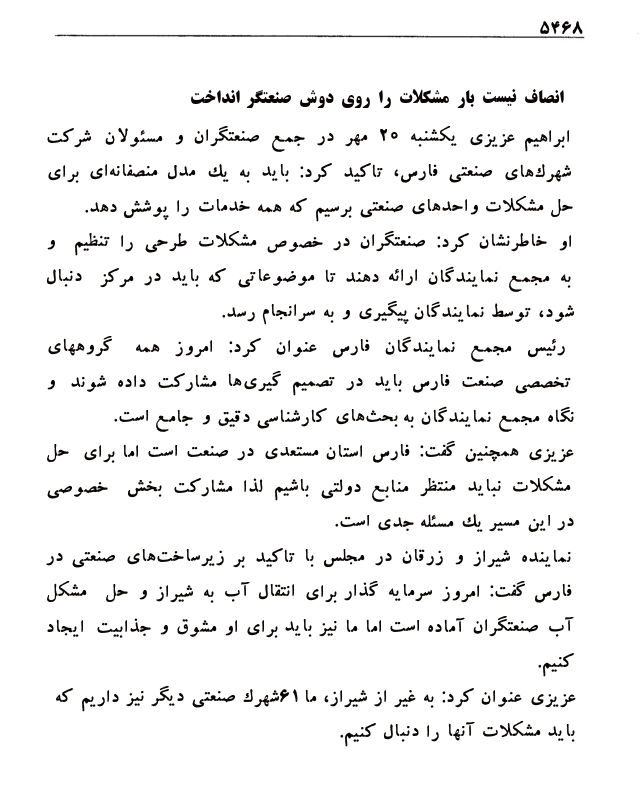 ۵۴۶۸
انصاف نیست بار مشکلات را روی دوش صنعتگر انداخت
ابراهیم عزیزی یکشنبه ۲۵ مهر در جمع صنعتگران و مسئولان شرکت
شهرک‌های صنعتی فارس، تاکید کرد: باید به یك مدل منصفانه‌ای برای
حل مشکلات واحدهای صنعتی برسیم که همه خدمات را پوشش دهد.
او خاطرنشان کرد: صنعتگران در خصوص مشکلات طرحی را تنظیم و
به مجمع نمایندگان ارائه دهند تا موضوعاتی که باید در مرکز دنبال
شود، توسط نمایندگان پیگیری و به سرانجام رسد.
رئیس مجمع نمایندگان فارس عنوان کرد: امروز همه گروههای
تخصصی صنعت فارس باید در تصمیم گیری‌ها مشارکت داده شوند و
نگاه مجمع نمایندگان به بحث‌های کارشناسی دقیق و جامع است.
عزیزی همچنین گفت: فارس استان مستعدی در صنعت است اما برای حل
مشکلات نباید منتظر منابع دولتی باشیم لذا مشارکت بخش خصوصی
در این مسیر یك مسئله جدی است.
نماینده شیراز و زرقان در مجلس با تاکید بر زیرساخت‌های صنعتی در
فارس گفت: امروز سرمایه گذار برای انتقال آب به شیراز و حل مشکل
آب صنعتگران آماده است اما ما نیز باید برای او مشوق و جذابیت ایجاد
کنیم.
عزیزی عنوان کرد: به غیر از شیراز، ما ۶۱شهرك صنعتی دیگر نیز داریم که
باید مشکلات آنها را دنبال کنیم.